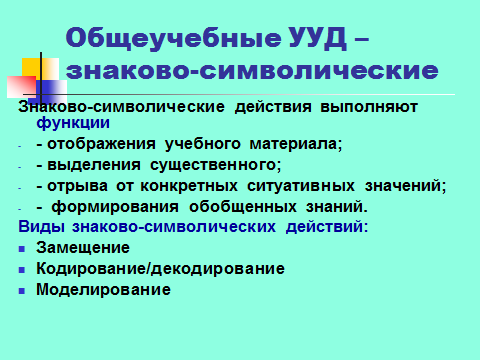 Общеучебные УУД –
знаково-символические
Знаково-символические действия выполняют
функции
- - отображения учебного материала;
- - выделения существенного;
- - отрыва от конкретных ситуативных значений;
- - формирования обобщенных знаний.
Виды знаково-символических действий:
Замещение
Кодирование/декодирование
Моделирование